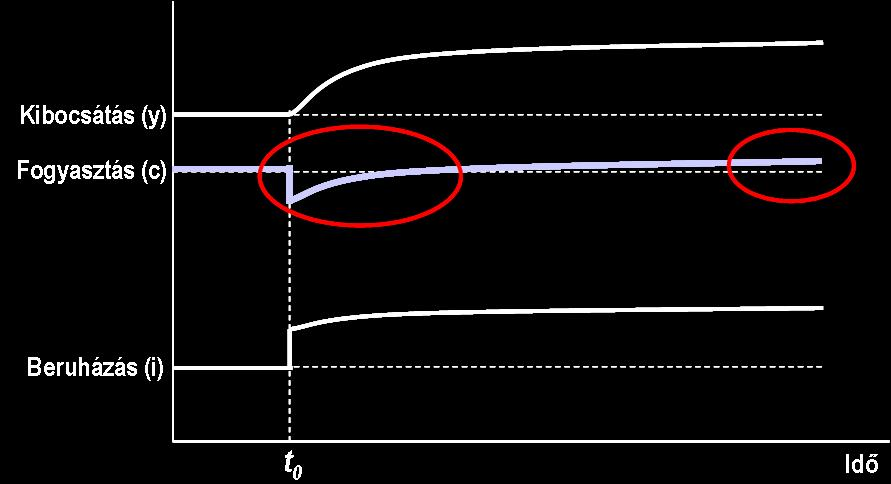 Kibocsátás (y)
Fogyasztás (c)
Beruházás (i)
t0
Idő